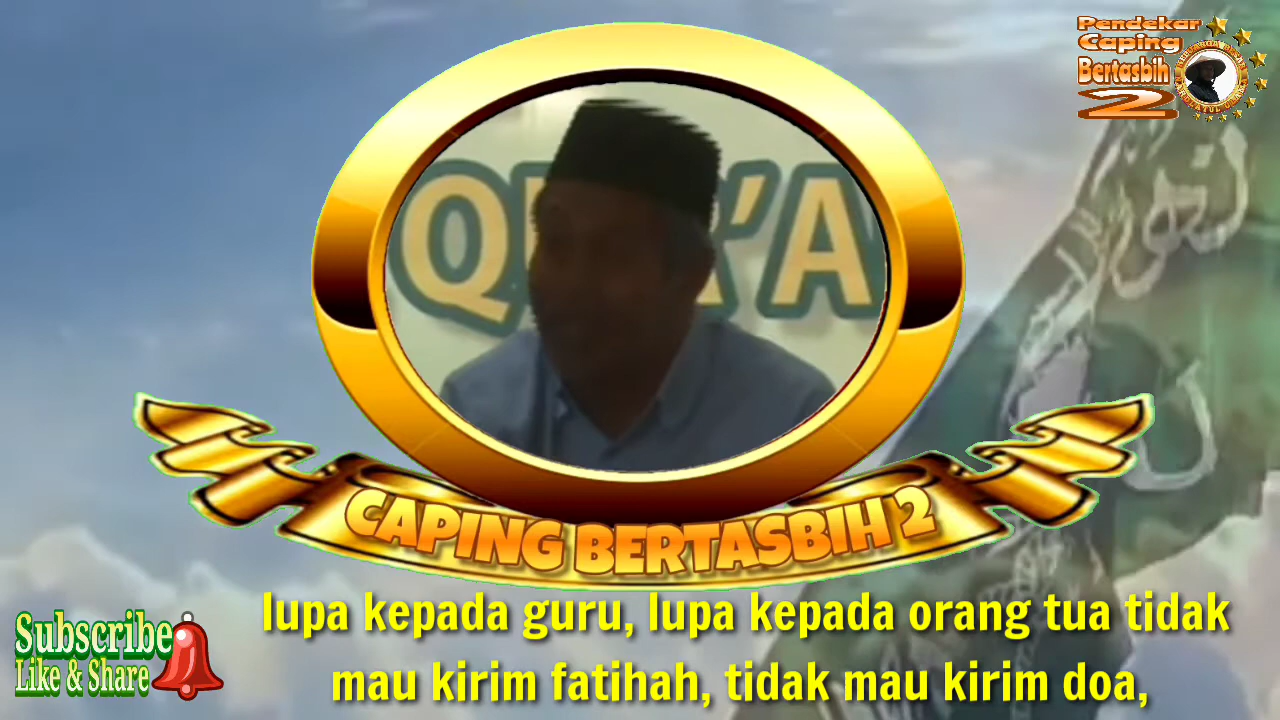 Pendekar
Caping
Bertasbih
2
QUR'A
CAPING BERTASBIH 2
Subscribe
Like & Share
lupa kepada guru, lupa kepada orang tua tidak
mau kirim fatihah, tidak mau kirim doa,